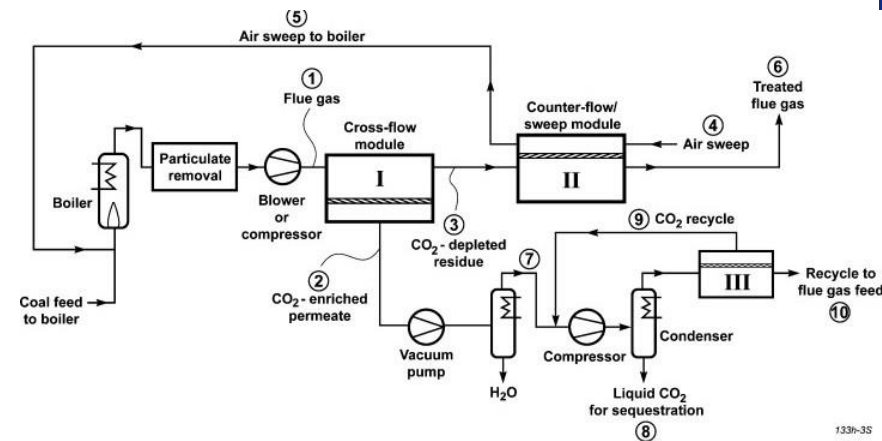 ⑤
Air sweep to boiler
①
Flue gas
Cross-flow
module
Counter-flow/
sweep module
④
Air sweep
⑥
Treated
flue gas
Particulate
removal
Boiler
Blower
or
compressor
I
II
③
CO₂ - depleted
residue
②
CO₂ - enriched
permeate
⑦
⑨ CO₂ recycle
III
Recycle to
flue gas feed
⑩
Coal feed
to boiler
Vacuum
pump
H₂O
Compressor
Condenser
Liquid CO₂
for sequestration
⑧
133h-3S